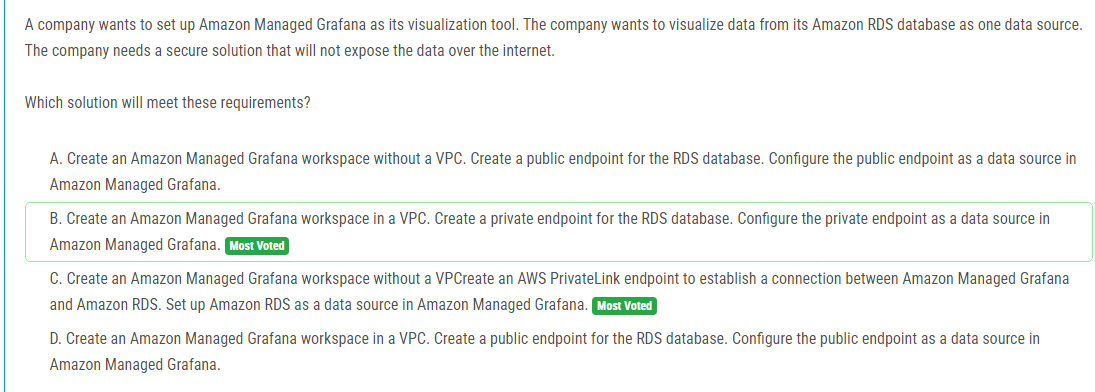 A company wants to set up Amazon Managed Grafana as its visualization tool. The company wants to visualize data from its Amazon RDS database as one data source.
The company needs a secure solution that will not expose the data over the internet.
Which solution will meet these requirements?
A. Create an Amazon Managed Grafana workspace without a VPC. Create a public endpoint for the RDS database. Configure the public endpoint as a data source in
Amazon Managed Grafana.
B. Create an Amazon Managed Grafana workspace in a VPC. Create a private endpoint for the RDS database. Configure the private endpoint as a data source in
Amazon Managed Grafana. Most Voted
C. Create an Amazon Managed Grafana workspace without a VPCreate an AWS PrivateLink endpoint to establish a connection between Amazon Managed Grafana
and Amazon RDS. Set up Amazon RDS as a data source in Amazon Managed Grafana. Most Voted
D. Create an Amazon Managed Grafana workspace in a VPC. Create a public endpoint for the RDS database. Configure the public endpoint as a data source in
Amazon Managed Grafana.